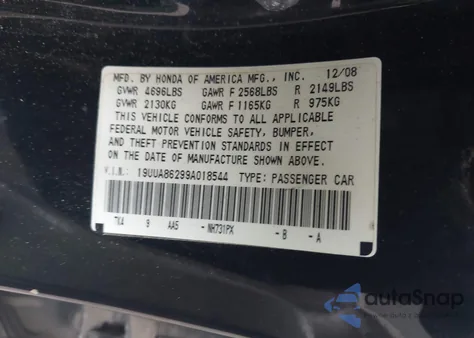 MFD. BY HONDA OF AMERICA MFG., INC. 12/08
GVWR 4696LBS GAWR F 2568LBS R 2149LBS
GVWR 2130KG GAWR F 1165KG R 975KG
THIS VEHICLE CONFORMS TO ALL APPLICABLE
FEDERAL MOTOR VEHICLE SAFETY, BUMPER,
AND THEFT PREVENTION STANDARDS IN EFFECT
ON THE DATE OF MANUFACTURE SHOWN ABOVE.
V.I.N.: 19UUA86299A018544 TYPE: PASSENGER CAR
TK4 9 AA5 NH731PX - B - A
autoSnap